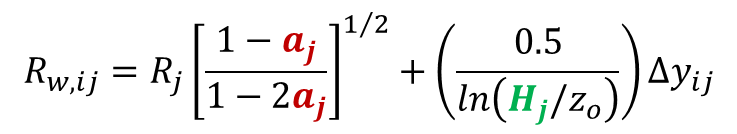 R_{w,ij} = R_j [ (1 − a_j) / (1 − 2a_j) ]^{1/2} + ( 0.5 / ln(H_j/z_o) ) Δy_{ij}